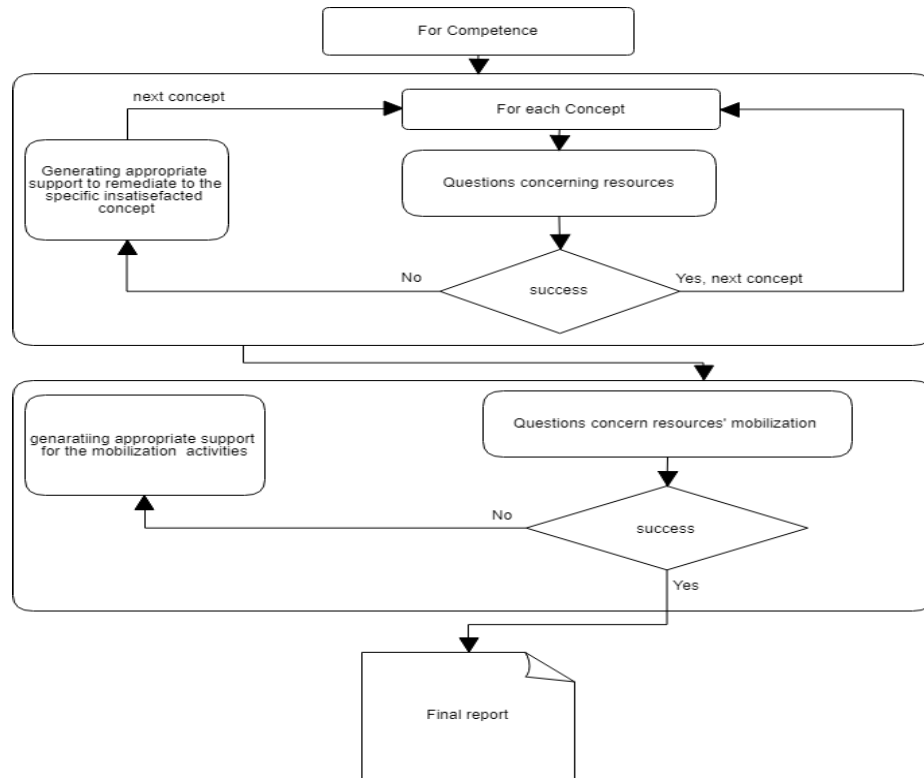 For Competence
next concept
For each Concept
Generating appropriate
support to remediate to the
specific insatisefacted
concept
Questions concerning resources
No
success
Yes, next concept
Questions concern resources' mobilization
genaratiing appropriate support
for the mobilization activities
No
success
Yes
Final report